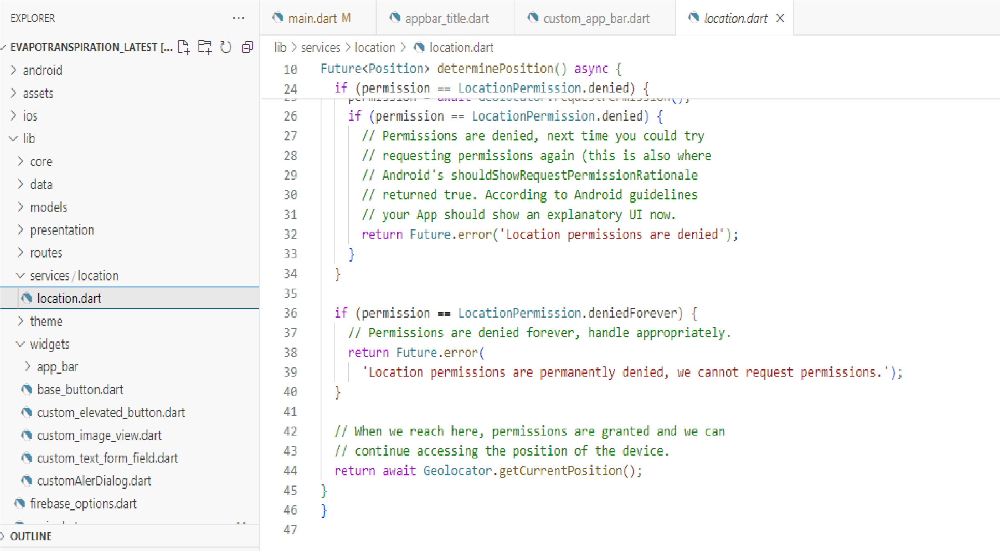 EXPLORER
EVAPOTRANSPIRATION_LATEST [...
android
assets
ios
lib
core
data
models
presentation
routes
services/location
location.dart
theme
widgets
app_bar
base_button.dart
custom_elevated_button.dart
custom_image_view.dart
custom_text_form_field.dart
customAlerDialog.dart
firebase_options.dart
OUTLINE
main.dart M
appbar_title.dart
custom_app_bar.dart
location.dart
lib > services > location > location.dart
10 Future<Position> determinePosition() async {
24 if (permission == LocationPermission.denied) {
25 permission = await Geolocator.requestPermission();
26 if (permission == LocationPermission.denied) {
27 // Permissions are denied, next time you could try
28 // requesting permissions again (this is also where
29 // Android's shouldShowRequestPermissionRationale
30 // returned true. According to Android guidelines
31 // your App should show an explanatory UI now.
32 return Future.error('Location permissions are denied');
33 }
34 }
35
36 if (permission == LocationPermission.deniedForever) {
37 // Permissions are denied forever, handle appropriately.
38 return Future.error(
39 'Location permissions are permanently denied, we cannot request permissions.');
40 }
41
42 // When we reach here, permissions are granted and we can
43 // continue accessing the position of the device.
44 return await Geolocator.getCurrentPosition();
45 }
46 }
47